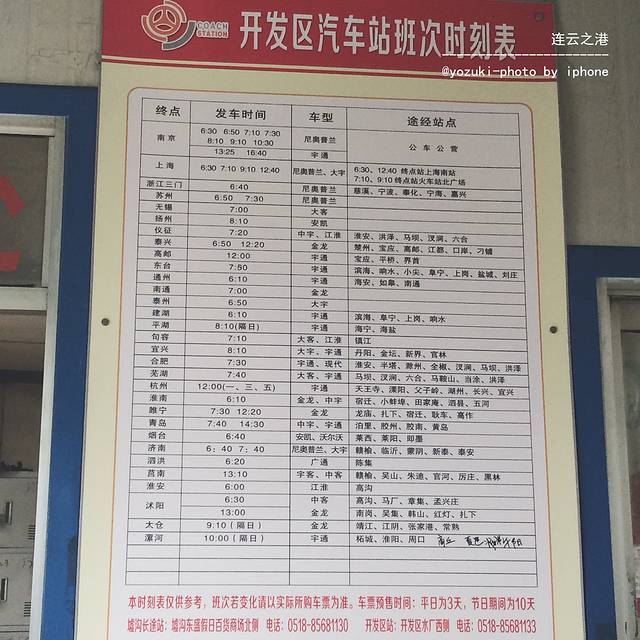 COACH STATION 开发区汽车站班次时刻表
连云之港
@yozuki-photo by iphone
终点 发车时间 车型 途经站点
南京 6:30 6:50 7:10 7:30 尼奥普兰 公车公营
8:10 9:10 10:30
13:25 16:40 宇通
上海 6:30 7:10 9:10 12:40 尼奥普兰、大宇 6:30、12:40 终点站上海南站
7:10、9:10 终点站火车站北广场
浙江三门 6:40 尼奥普兰 慈溪、宁波、奉化、宁海、嘉兴
苏州 6:50 7:30 尼奥普兰
无锡 7:00 大客
扬州 8:10 安凯
仪征 7:20 中宇、江淮 淮安、洪泽、马坝、汊涧、六合
泰兴 6:50 12:20 金龙 楚州、宝应、高邮、江都、口岸、刁铺
高邮 12:00 宇通 宝应、平桥、界首
东台 7:50 宇通 滨海、响水、小尖、阜宁、上岗、盐城、刘庄
通州 6:10 宇通 海安、如皋、南通
南通 7:00 金龙
泰州 6:50 大宇
建湖 6:10 宇通 滨海、阜宁、上岗、响水
平湖 8:10(隔日) 宇通 海宁、海盐
句容 7:10 大客、江淮 镇江
宜兴 8:10 大宇、宇通 丹阳、金坛、新界、官林
合肥 7:30 宇通、现代 淮安、半塔、滁州、全椒、汊涧、马坝、洪泽
芜湖 7:40 大客、宇通 马坝、汊涧、六合、马鞍山、当涂、洪泽
杭州 12:00(一、三、五) 宇通 天王寺、溧阳、父子岭、湖州、长兴、宜兴
淮南 6:10 金龙、中宇 宿迁、小蚌埠、田家庵、泗县、五河
睢宁 7:30 12:20 金龙 龙庙、扎下、宿迁、耿车、高作
青岛 7:40 14:30 中宇、宇通 泊里、胶州、胶南、黄岛
烟台 6:40 安凯、沃尔沃 莱西、莱阳、即墨
济南 6:40 7:40 尼奥普兰、大宇 赣榆、临沂、蒙阴、新泰、泰安
泗洪 6:20 广通 陈集
莒南 13:10 宇客、中客 赣榆、吴山、朱迪、官河、厉庄、黑林
淮安 6:00 江淮 高沟
沭阳 6:30 中客 高沟、马厂、章集、孟兴庄
13:00 金龙 南岗、吴集、韩山、红灯、扎下
太仓 9:10(隔日) 金龙 靖江、江阴、张家港、常熟
漯河 10:00(隔日) 宇通 柘城、淮阳、周口 商丘
本时刻表仅供参考，班次若变化请以实际所购车票为准。车票预售时间：平日为3天，节日期间为10天
墟沟长途站：墟沟东盛假日百货商场北侧 电话：0518-85681130 开发区站：开发区水厂西侧 电话：0518-85681133